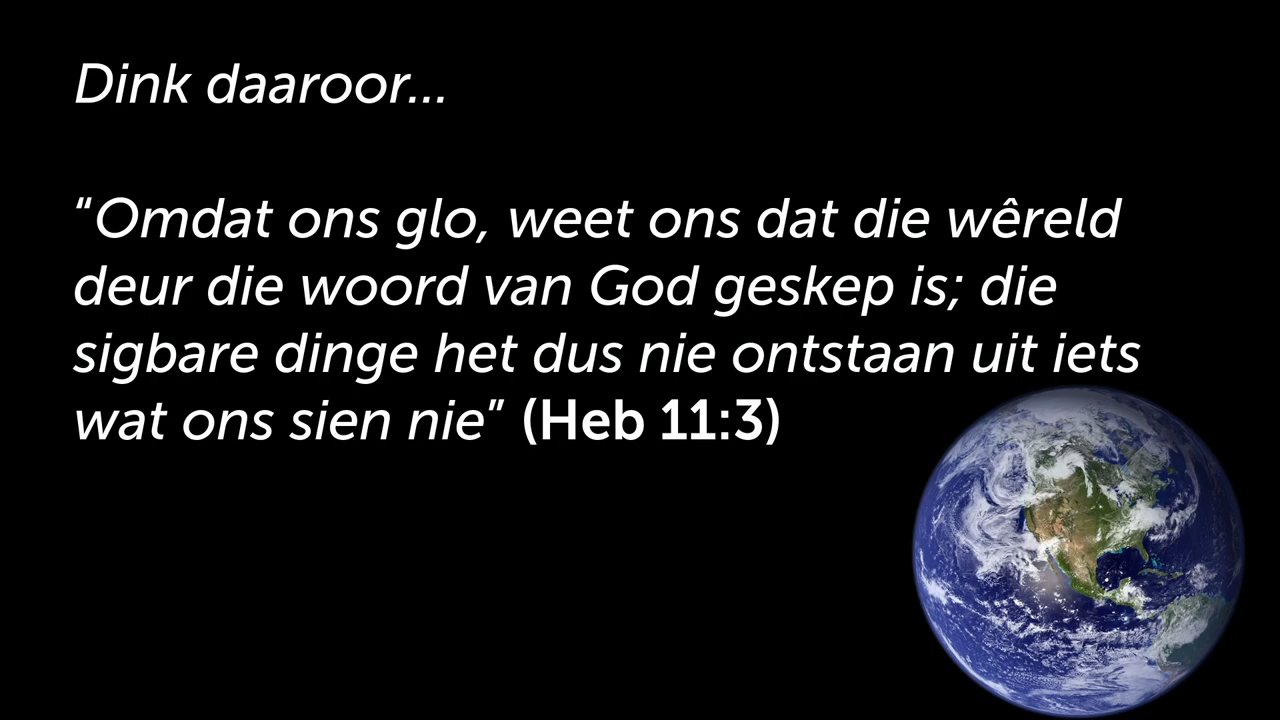 Dink daaroor...
“Omdat ons glo, weet ons dat die wêreld
deur die woord van God geskep is; die
sigbare dinge het dus nie ontstaan uit iets
wat ons sien nie” (Heb 11:3)